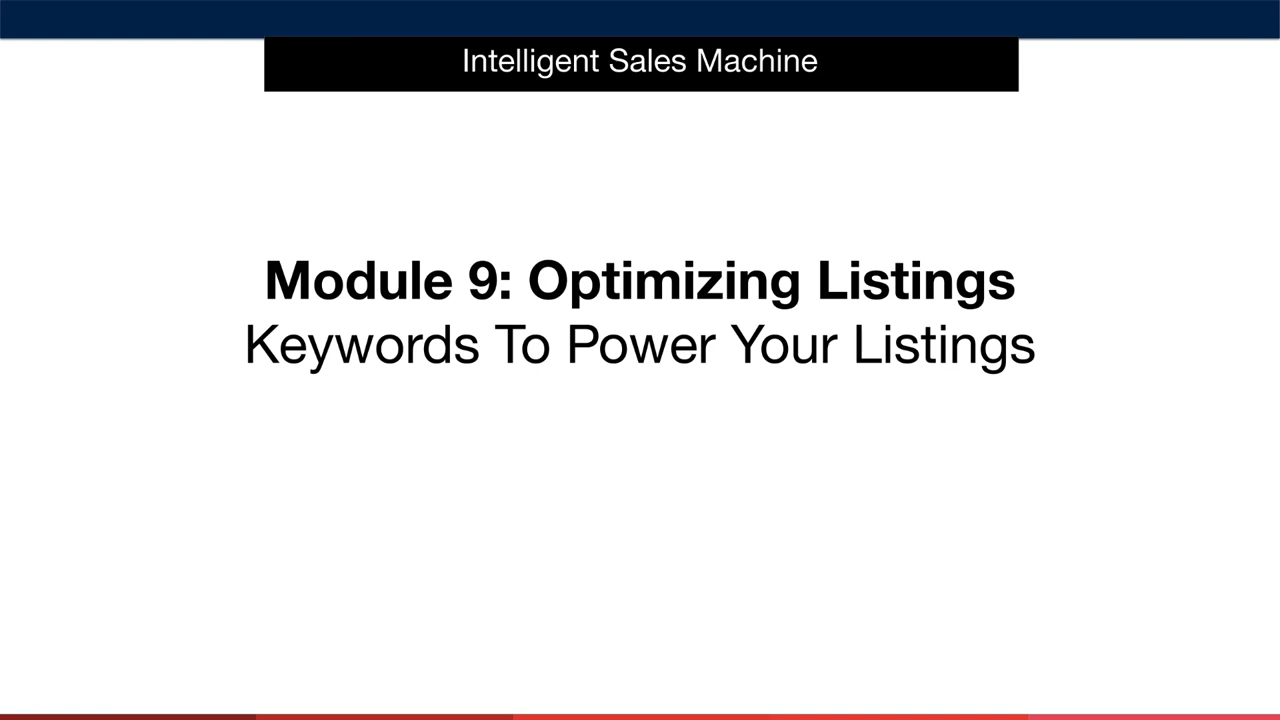 Intelligent Sales Machine
Module 9: Optimizing Listings
Keywords To Power Your Listings